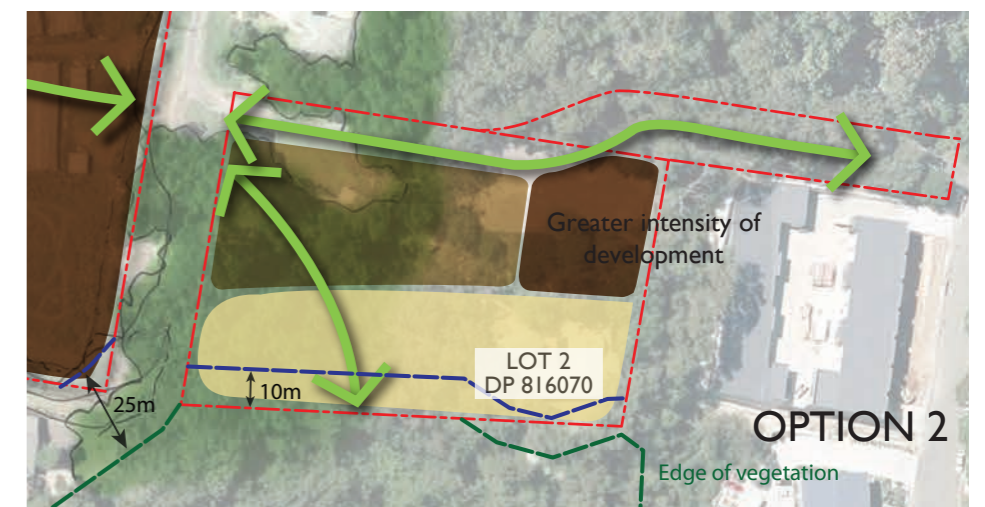 Greater intensity of
development
LOT 2
DP 816070
10m
25m
OPTION 2
Edge of vegetation